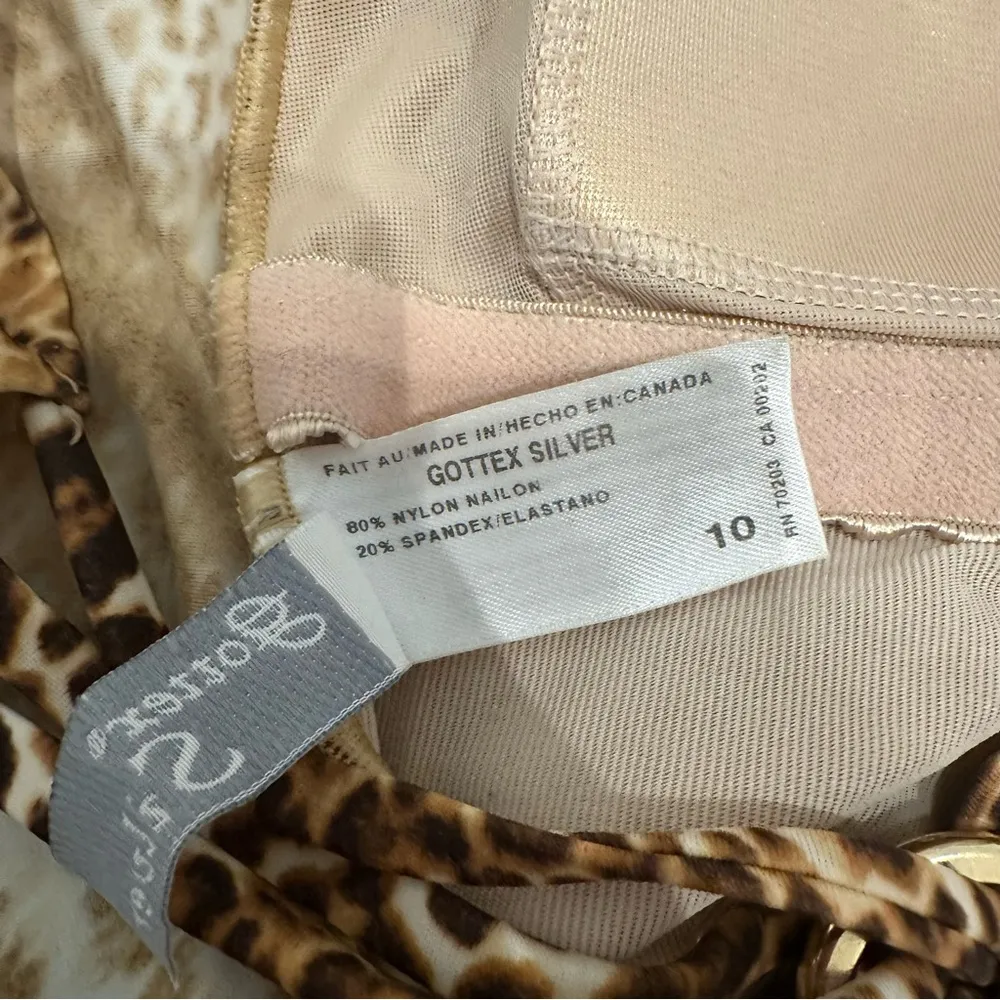 FAIT AU/MADE IN/HECHO EN:CANADA
GOTTEX SILVER
80% NYLON NAILON
20% SPANDEX/ELASTANO
10
RN 70203 CA 00202
Gottex
Silver